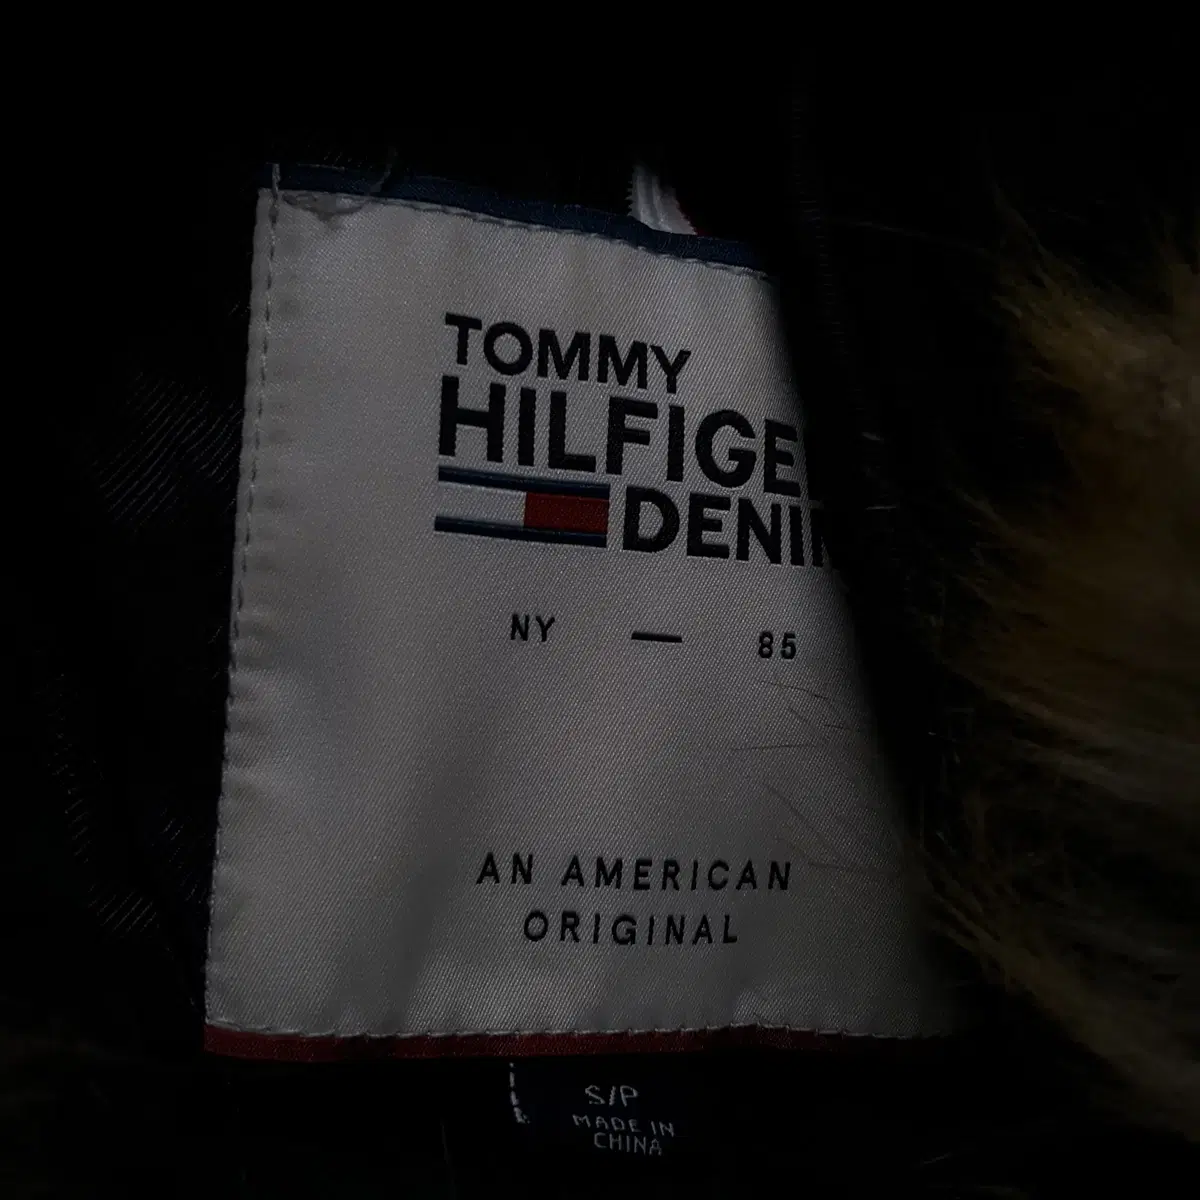 TOMMY
HILFIGE
DENI
NY — 85
AN AMERICAN
ORIGINAL
S/P
MADE IN
CHINA